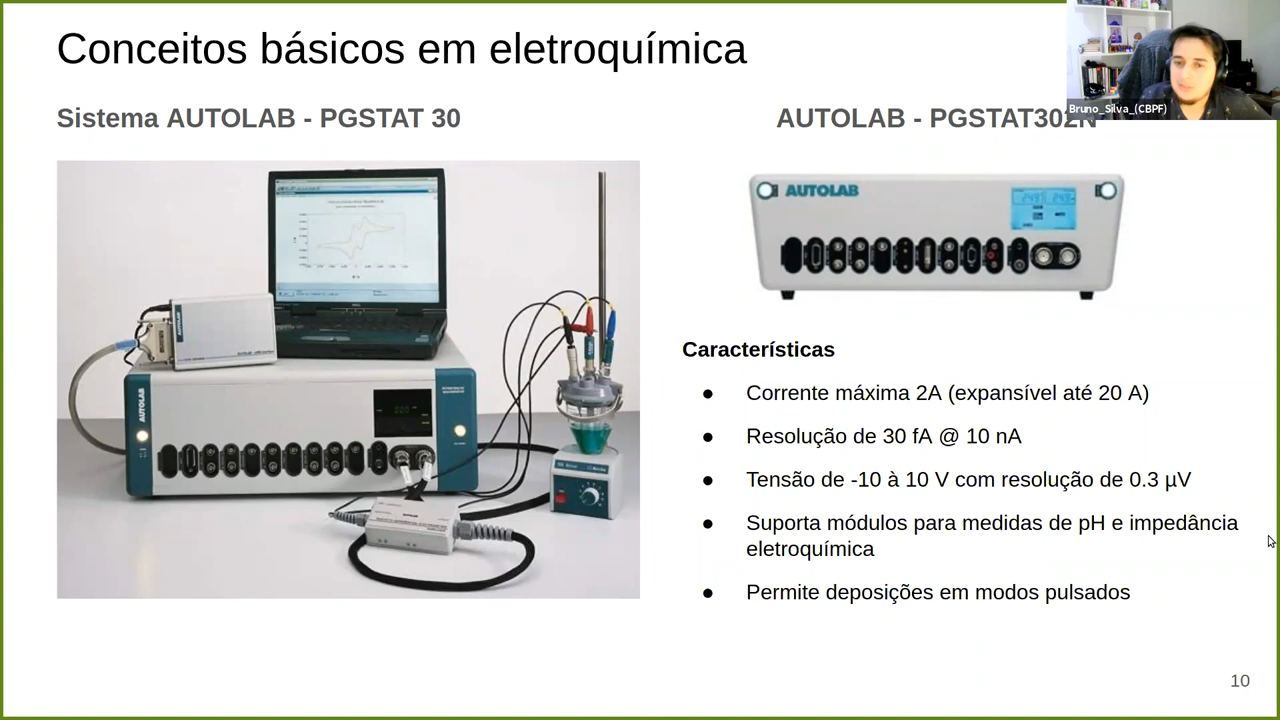 Conceitos básicos em eletroquímica
Bruno_Silva_(CBPF)
Sistema AUTOLAB - PGSTAT 30
AUTOLAB - PGSTAT302N
AUTOLAB
AUTOLAB
Características
● Corrente máxima 2A (expansível até 20 A)
● Resolução de 30 fA @ 10 nA
● Tensão de -10 à 10 V com resolução de 0.3 µV
● Suporta módulos para medidas de pH e impedância
eletroquímica
● Permite deposições em modos pulsados
10